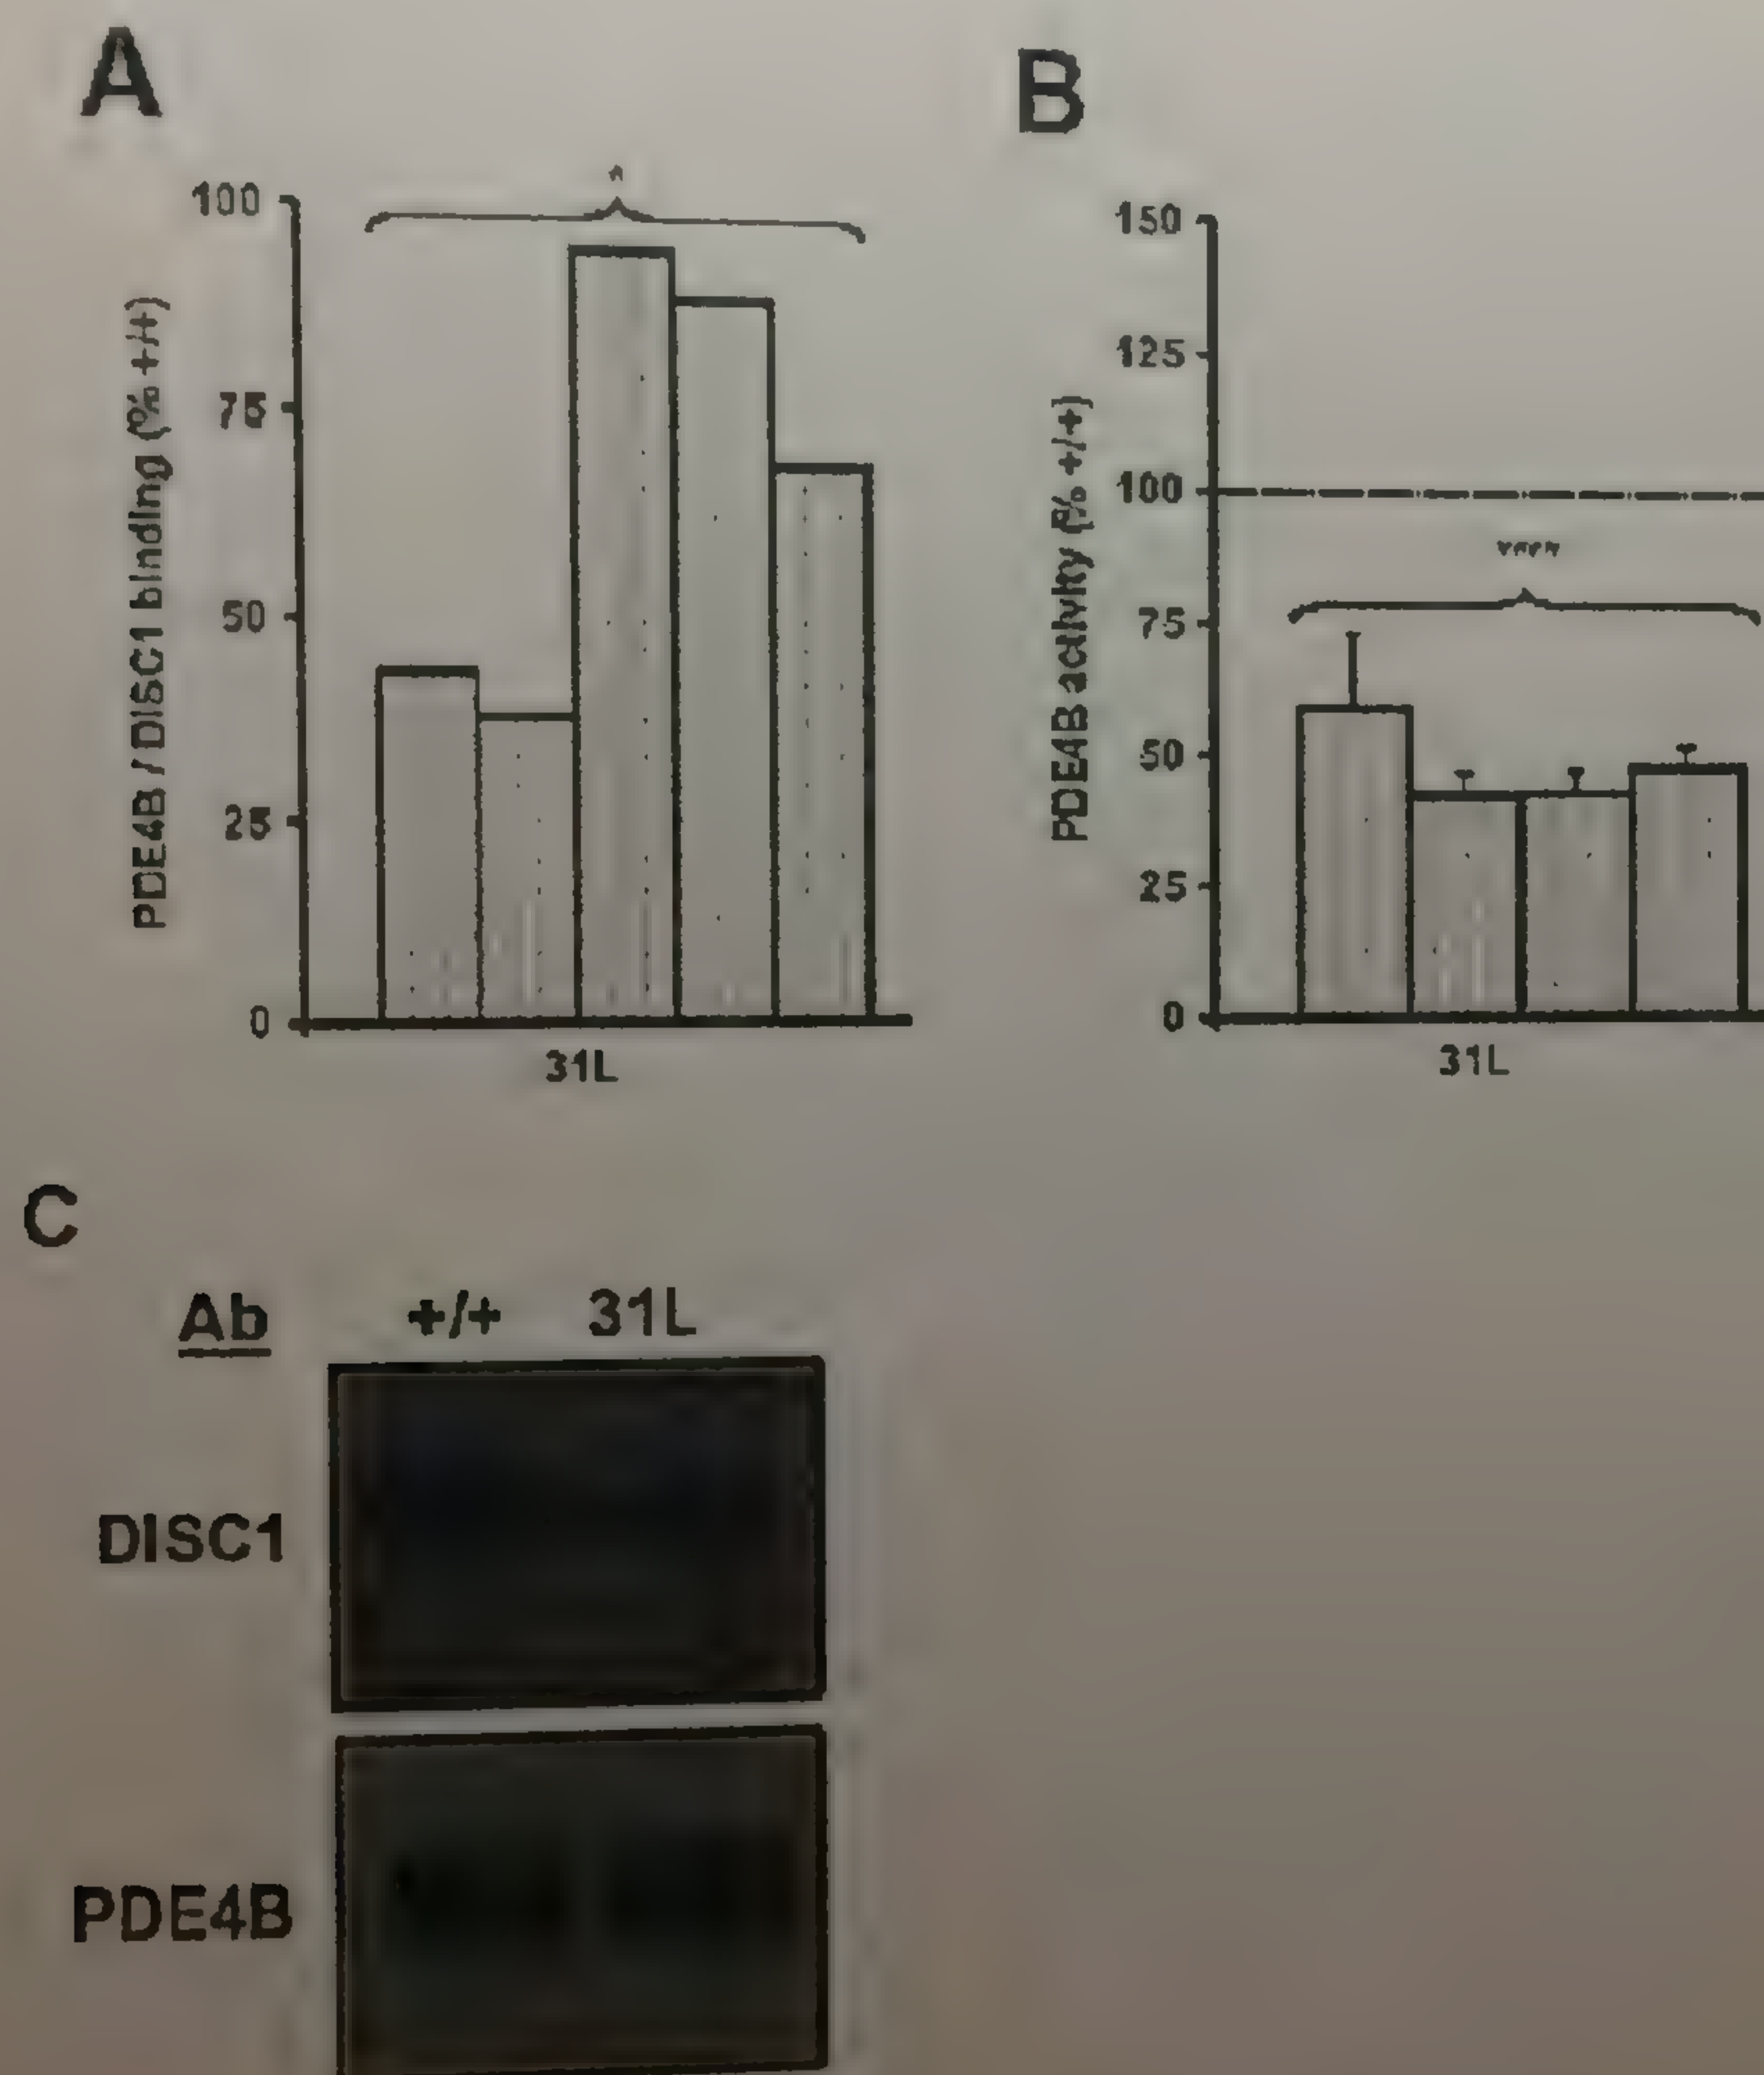 A
100
75
50
25
0
PDE4B / DISC1 binding (% +/+)
*
31L
B
150
125
100
75
50
25
0
PDE4B activity (% +/+)
31L
C
Ab +/+ 31L
DISC1
PDE4B